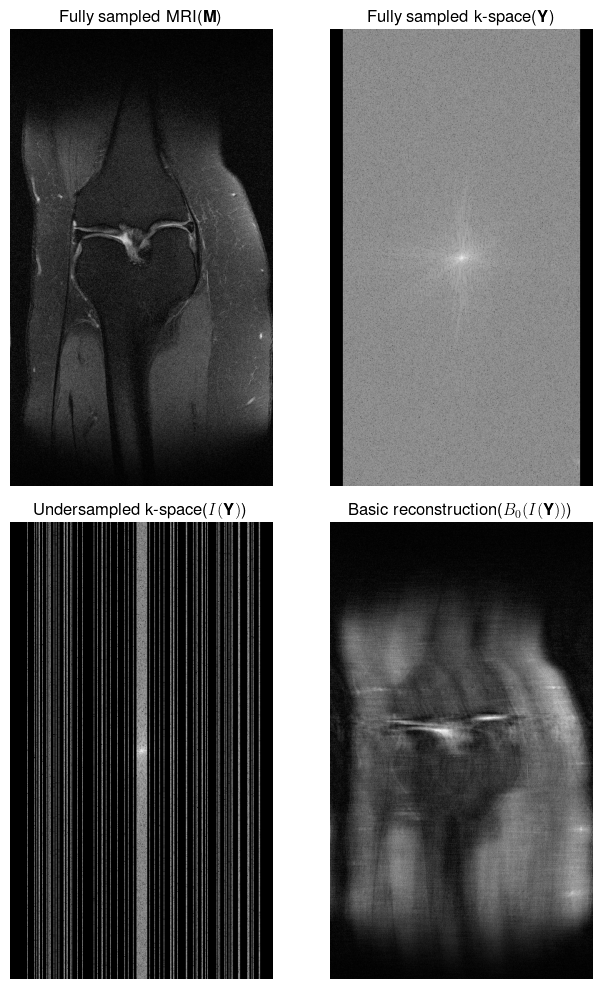 Fully sampled MRI(M)
Fully sampled k-space(Y)
Undersampled k-space(I(Y))
Basic reconstruction(B₀(I(Y)))